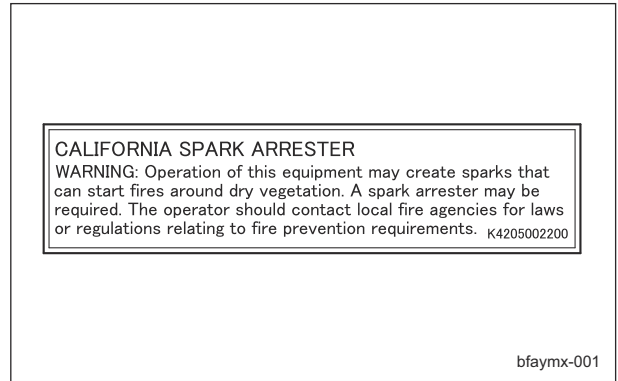 CALIFORNIA SPARK ARRESTER
WARNING: Operation of this equipment may create sparks that
can start fires around dry vegetation. A spark arrester may be
required. The operator should contact local fire agencies for laws
or regulations relating to fire prevention requirements. K4205002200
bfaymx-001